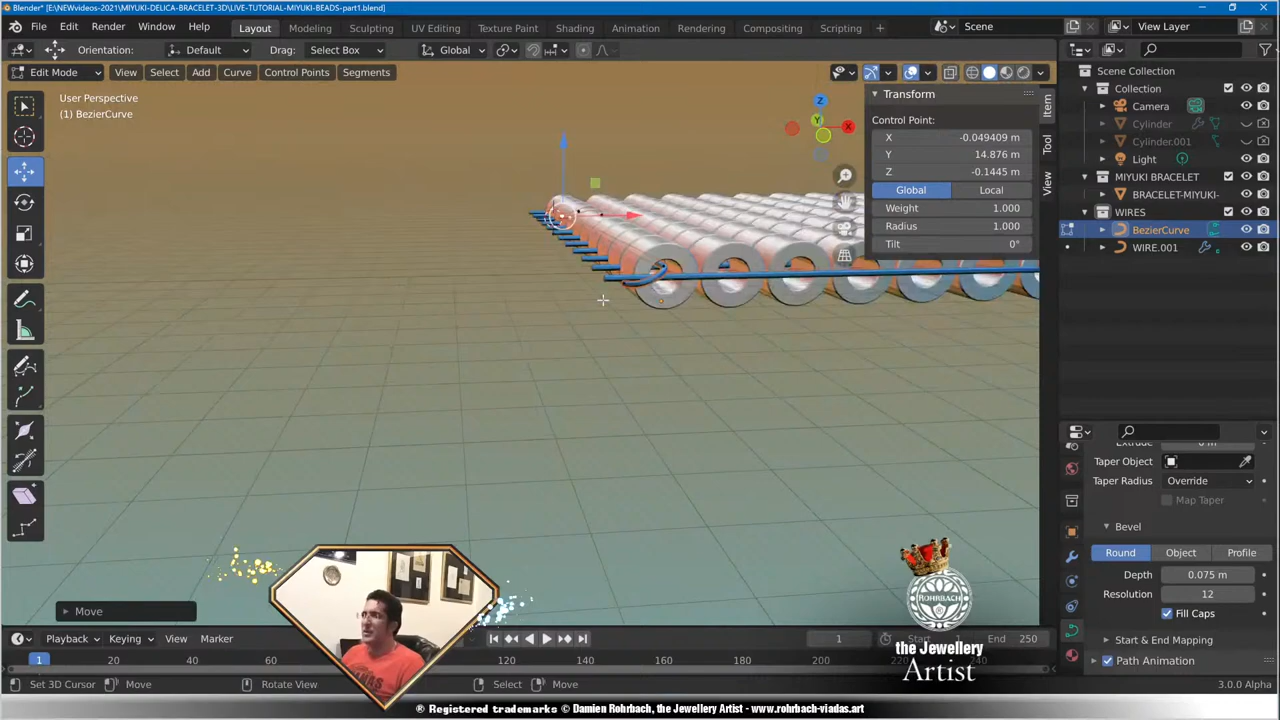 Blender* [E:\NEWvideos-2021\MIYUKI-DELICA-BRACELET-3D\LIVE-TUTORIAL-MIYUKI-BEADS-part1.blend]
File Edit Render Window Help Layout Modeling Sculpting UV Editing Texture Paint Shading Animation Rendering Compositing Scripting Scene View Layer
Orientation: Default Drag: Select Box Global
Edit Mode View Select Add Curve Control Points Segments
User Perspective
(1) BezierCurve
Z
Y
X
Transform
Control Point:
X -0.049409 m
Y 14.876 m
Z -0.1445 m
Global Local
Weight 1.000
Radius 1.000
Tilt 0°
Item
Tool
View
Scene Collection
Collection
Camera
Cylinder
Cylinder.001
Light
MIYUKI BRACELET
BRACELET-MIYUKI-
WIRES
BezierCurve
WIRE.001
Extrude 0 m
Taper Object
Taper Radius Override
Map Taper
Bevel
Round Object Profile
Depth 0.075 m
Resolution 12
Fill Caps
Start & End Mapping
Path Animation
Move
Playback Keying View Marker 1 Start 1 End 250
1 20 40 60 120 140 160 180 200 220 240
Set 3D Cursor Move Rotate View Select Move 3.0.0 Alpha
ROHRBACH
the Jewellery
Artist
® Registered trademarks © Damien Rohrbach, the Jewellery Artist - www.rohrbach-viadas.art